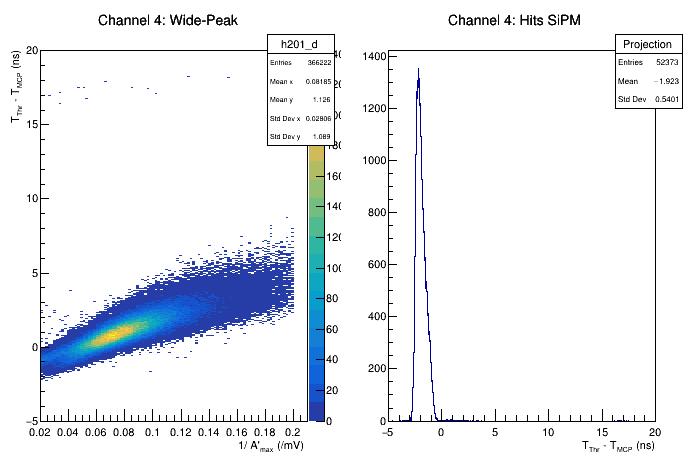 Channel 4: Wide-Peak
h201_d
Entries 366222
Mean x 0.08185
Mean y 1.126
Std Dev x 0.02806
Std Dev y 1.089
T_Thr - T_MCP (ns)
20
15
10
5
0
−5
0.02 0.04 0.06 0.08 0.1 0.12 0.14 0.16 0.18 0.2
1/ A'_max (/mV)
160
140
120
100
80
60
40
20
0
Channel 4: Hits SiPM
Projection
Entries 52373
Mean −1.923
Std Dev 0.5401
1400
1200
1000
800
600
400
200
0
−5 0 5 10 15 20
T_Thr - T_MCP (ns)